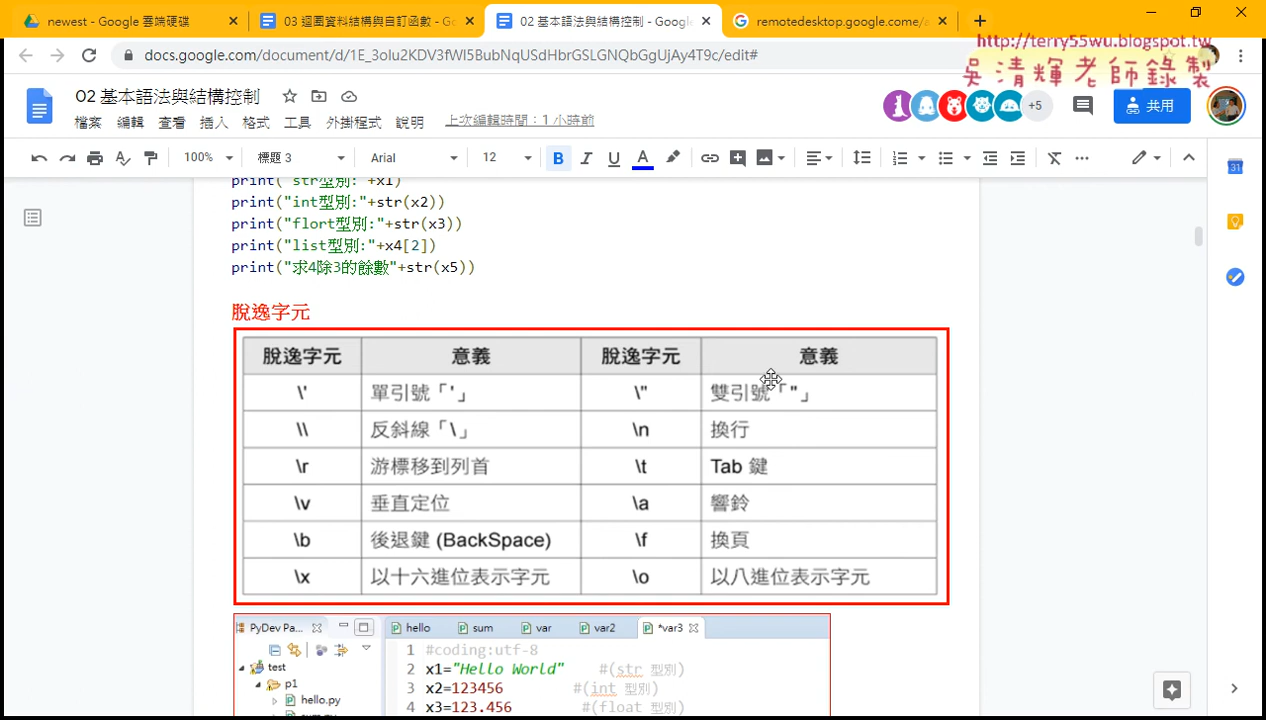 newest - Google 雲端硬碟
03 迴圈資料結構與自訂函數 - Go
02 基本語法與結構控制 - Google
remotedesktop.google.com/a
docs.google.com/document/d/1E_3oIu2KDV3fWI5BubNqUSdHbrGSLGNQbGgUjAy4T9c/edit#
http://terry55wu.blogspot.tw
吳清輝老師錄製
02 基本語法與結構控制
檔案 編輯 查看 插入 格式 工具 外掛程式 說明 上次編輯時間：1 小時前
+5
共用
100% 標題 3 Arial 12 B I U A
31
print("str型別:"+x1)
print("int型別:"+str(x2))
print("flort型別:"+str(x3))
print("list型別:"+x4[2])
print("求4除3的餘數"+str(x5))
脫逸字元
脫逸字元 意義 脫逸字元 意義
\' 單引號「'」 \" 雙引號「"」
\\ 反斜線「\」 \n 換行
\r 游標移到列首 \t Tab 鍵
\v 垂直定位 \a 響鈴
\b 後退鍵 (BackSpace) \f 換頁
\x 以十六進位表示字元 \o 以八進位表示字元
PyDev Pa... hello sum var var2 *var3
test
p1
hello.py
1 #coding:utf-8
2 x1="Hello World" #(str 型別)
3 x2=123456 #(int 型別)
4 x3=123.456 #(float 型別)